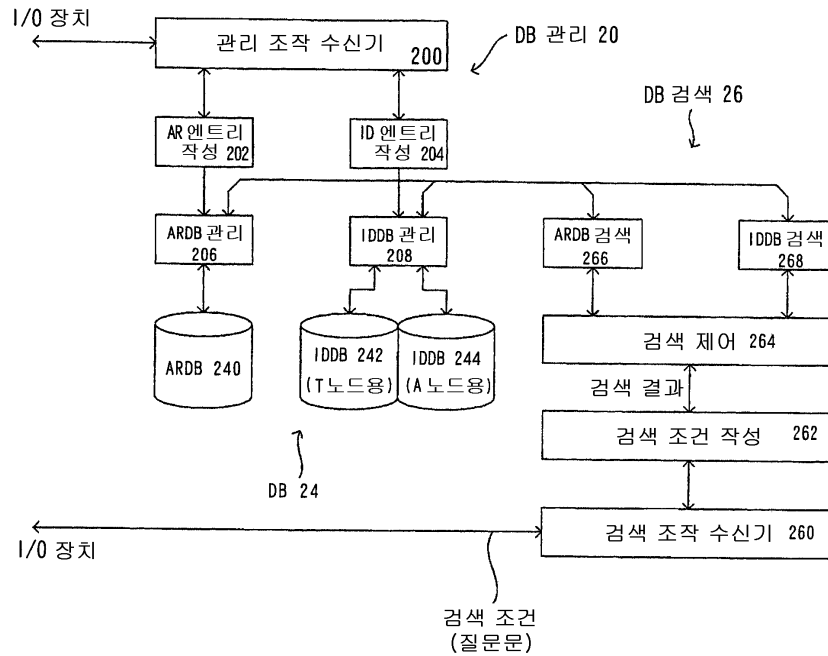 I/O 장치
관리 조작 수신기 200
DB 관리 20
DB 검색 26
AR 엔트리
작성 202
ID 엔트리
작성 204
ARDB 관리
206
IDDB 관리
208
ARDB 검색
266
IDDB 검색
268
ARDB 240
IDDB 242
(T 노드용)
IDDB 244
(A 노드용)
검색 제어 264
검색 결과
검색 조건 작성 262
DB 24
검색 조작 수신기 260
I/O 장치
검색 조건
(질문문)